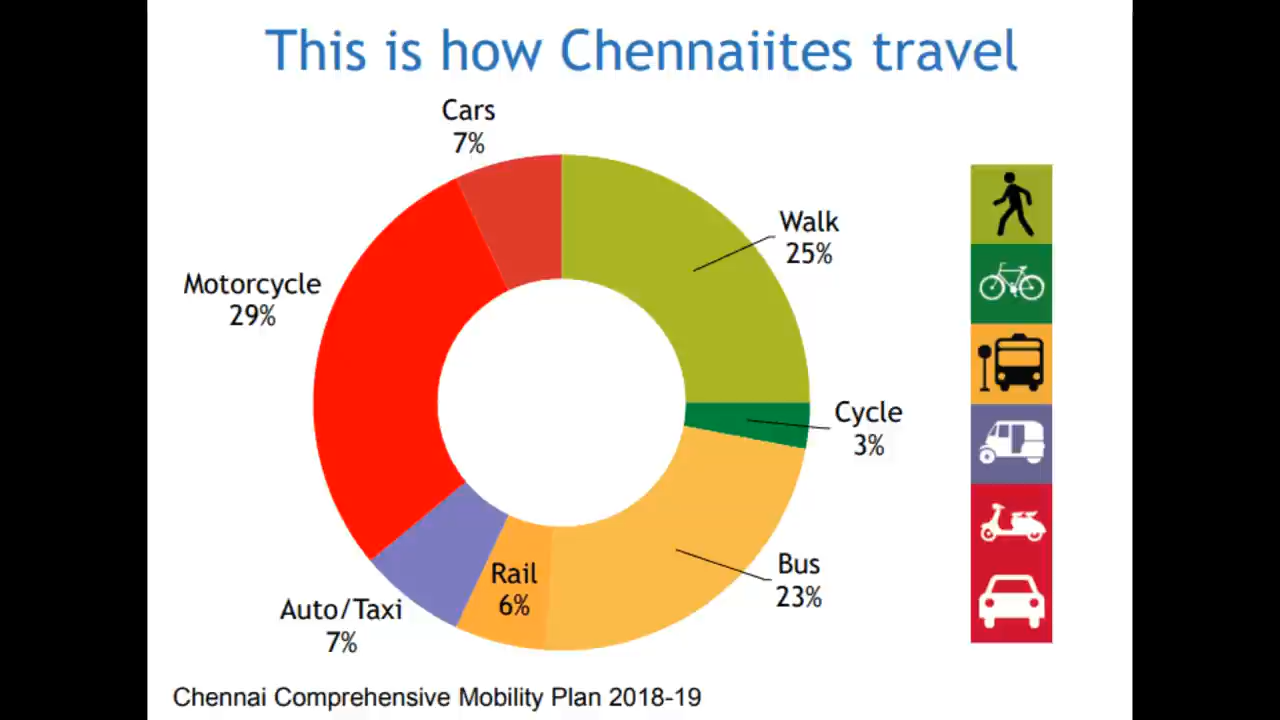 This is how Chennaiites travel
Cars
7%
Walk
25%
Motorcycle
29%
Cycle
3%
Bus
23%
Rail
6%
Auto/Taxi
7%
Chennai Comprehensive Mobility Plan 2018-19